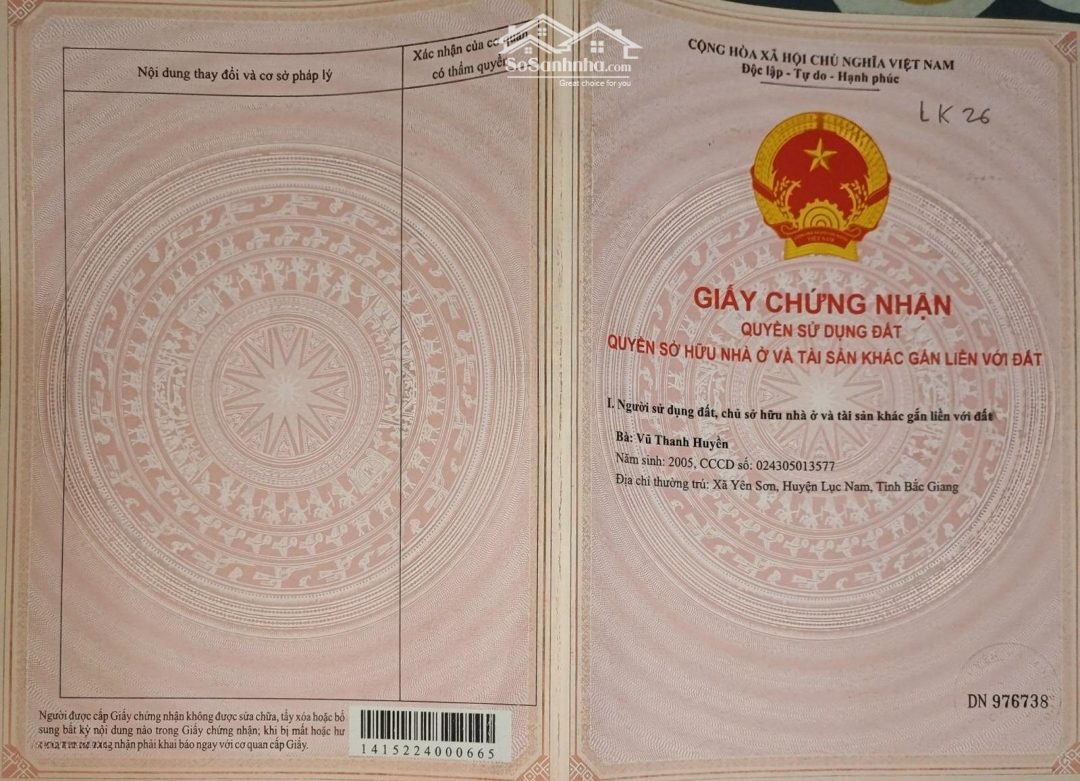 Nội dung thay đổi và cơ sở pháp lý
Xác nhận của cơ quan
có thẩm quyền
SoSanhnha.com
Great choice for you
Người được cấp Giấy chứng nhận không được sửa chữa, tẩy xóa hoặc bổ
sung bất kỳ nội dung nào trong Giấy chứng nhận; khi bị mất hoặc hư
nhận phải khai báo ngay với cơ quan cấp Giấy.
1415224000665
CỘNG HÒA XÃ HỘI CHỦ NGHĨA VIỆT NAM
Độc lập - Tự do - Hạnh phúc
LK 26
VIỆT NAM
GIẤY CHỨNG NHẬN
QUYỀN SỬ DỤNG ĐẤT
QUYỀN SỞ HỮU NHÀ Ở VÀ TÀI SẢN KHÁC GẮN LIỀN VỚI ĐẤT
I. Người sử dụng đất, chủ sở hữu nhà ở và tài sản khác gắn liền với đất
Bà: Vũ Thanh Huyền
Năm sinh: 2005, CCCD số: 024305013577
Địa chỉ thường trú: Xã Yên Sơn, Huyện Lục Nam, Tỉnh Bắc Giang
DN 976738